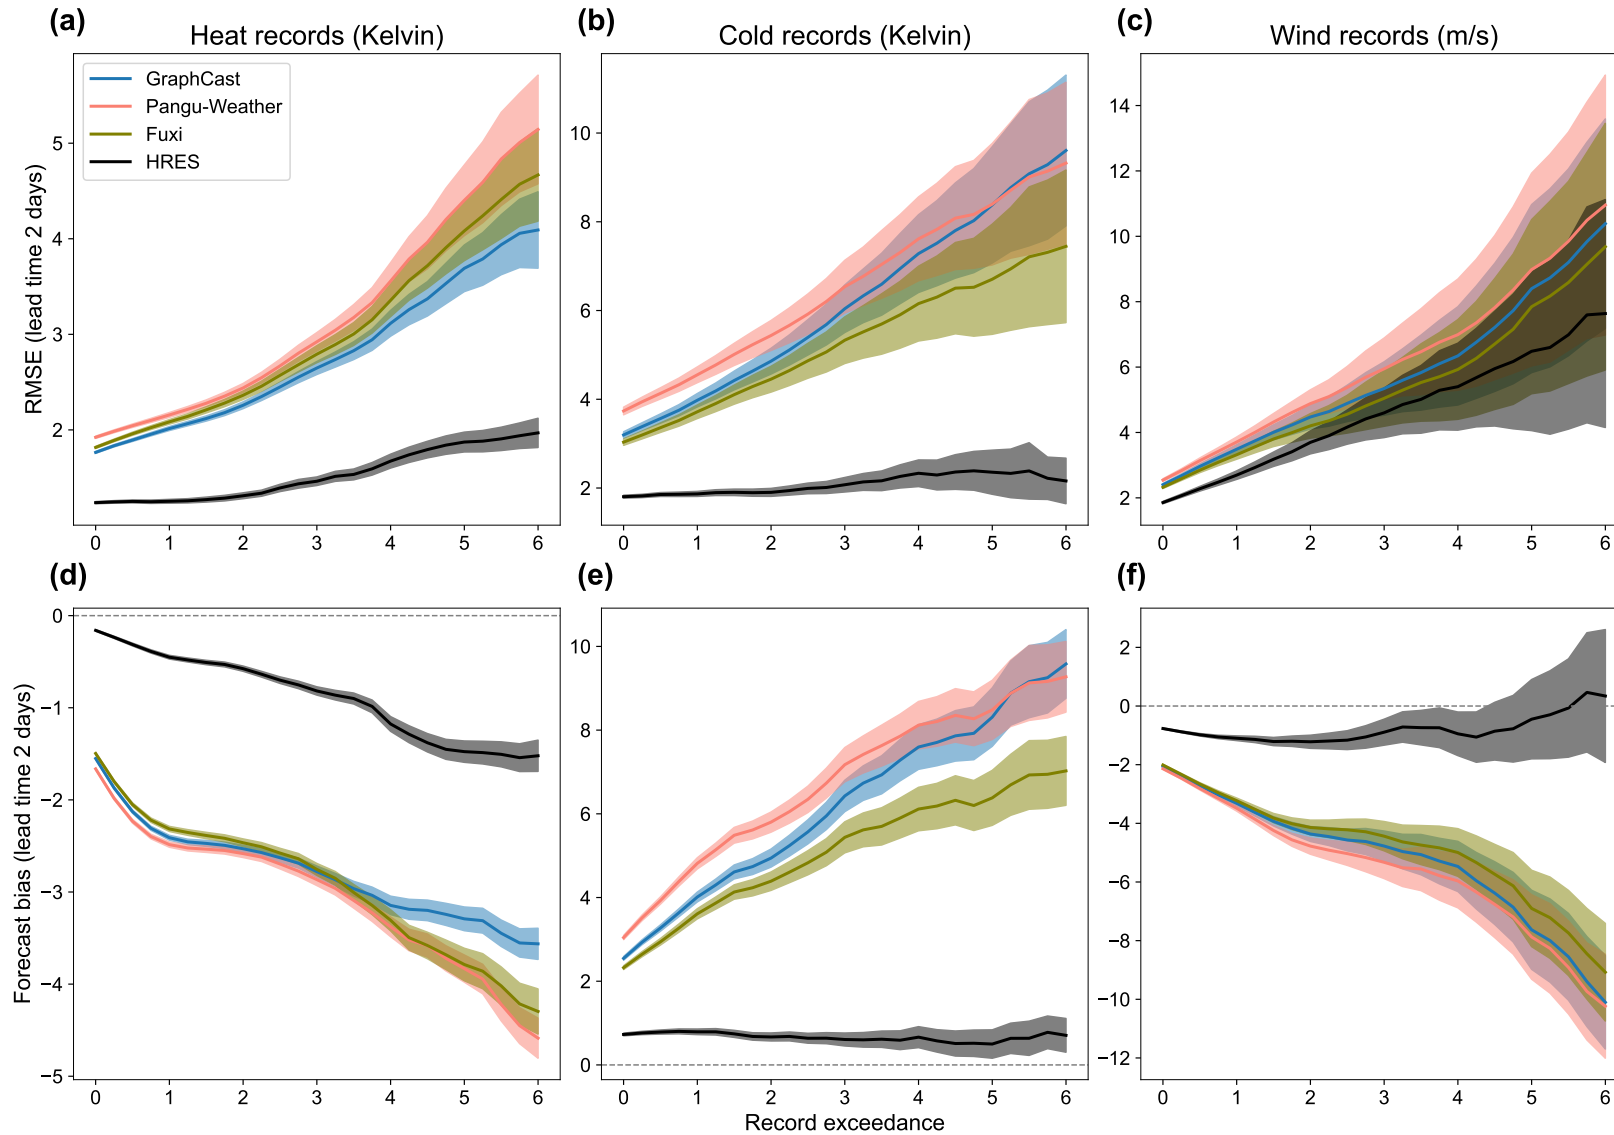 (a)
Heat records (Kelvin)
(b)
Cold records (Kelvin)
(c)
Wind records (m/s)
GraphCast
Pangu-Weather
Fuxi
HRES
RMSE (lead time 2 days)
5
4
3
2
0 1 2 3 4 5 6
10
8
6
4
2
0 1 2 3 4 5 6
14
12
10
8
6
4
2
0 1 2 3 4 5 6
(d)
(e)
(f)
Forecast bias (lead time 2 days)
0
−1
−2
−3
−4
−5
0 1 2 3 4 5 6
10
8
6
4
2
0
0 1 2 3 4 5 6
2
0
−2
−4
−6
−8
−10
−12
0 1 2 3 4 5 6
Record exceedance